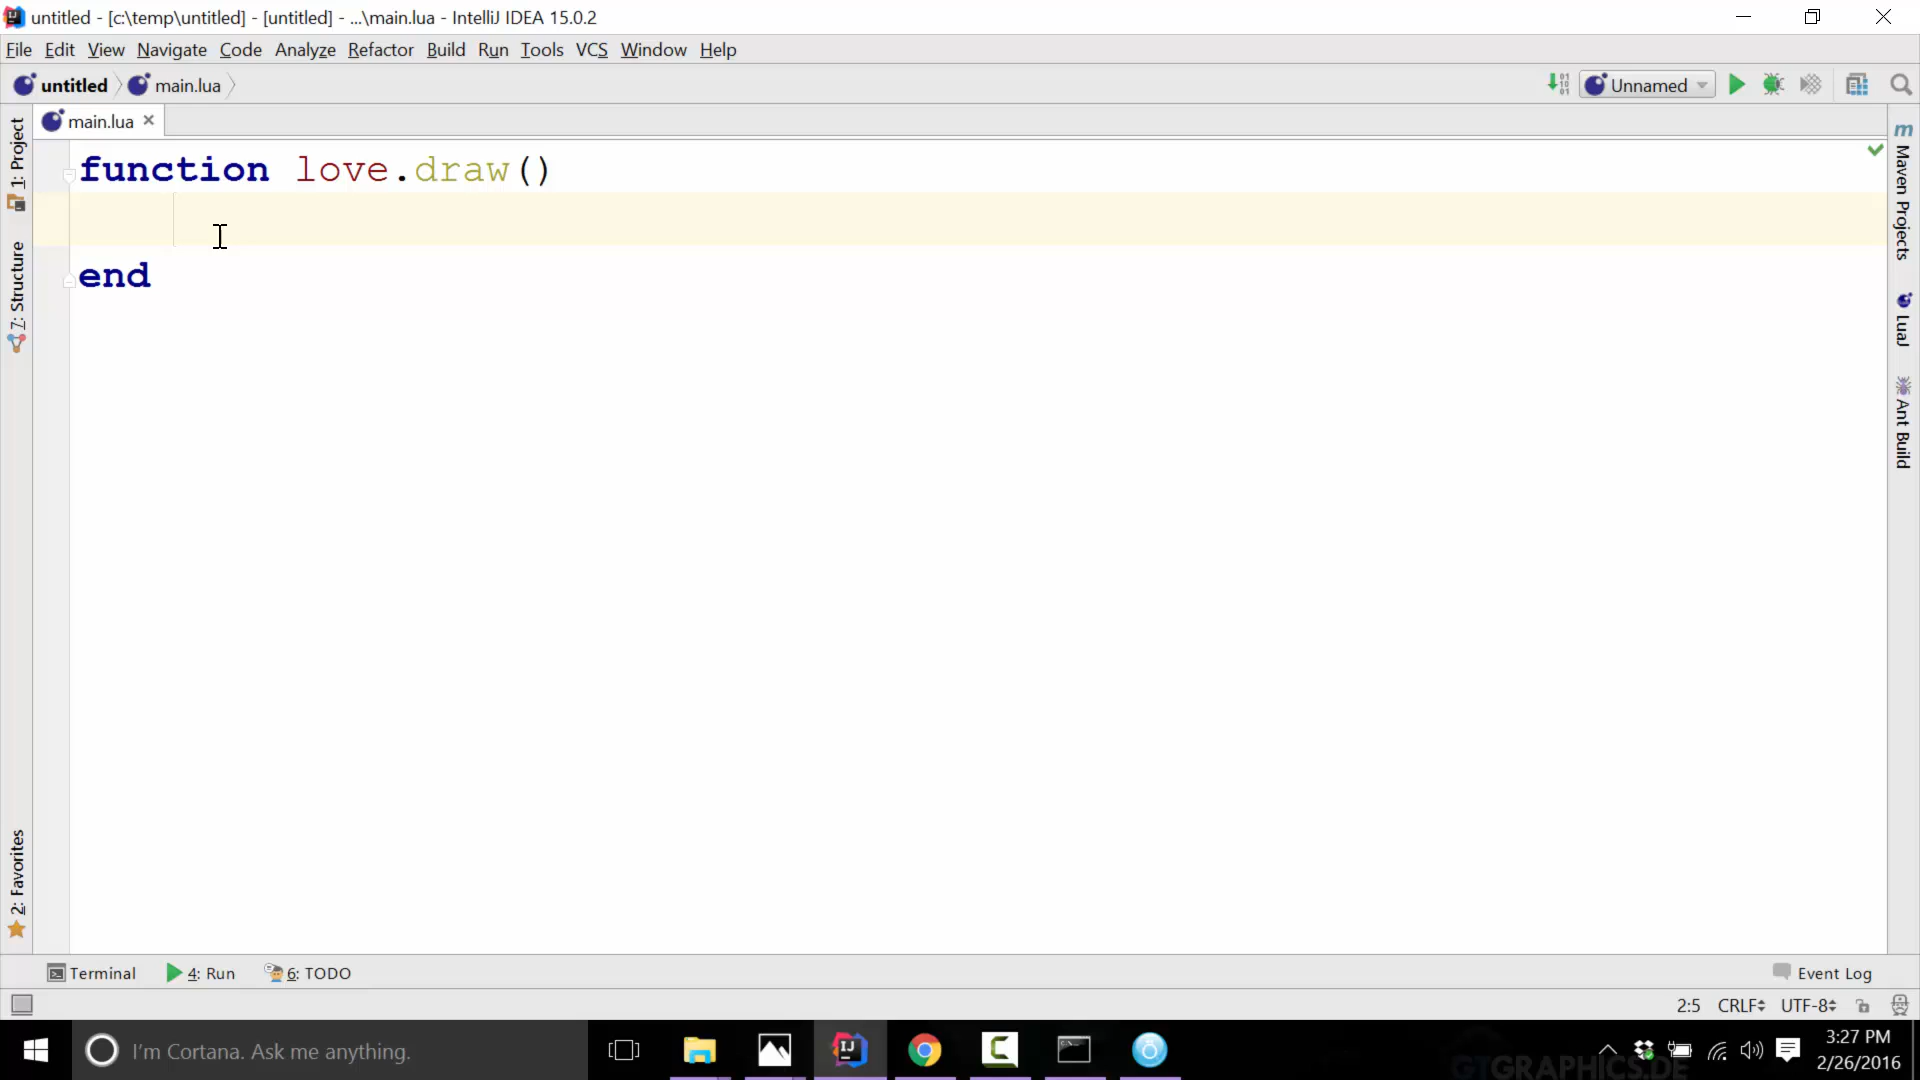 untitled - [c:\temp\untitled] - [untitled] - ...\main.lua - IntelliJ IDEA 15.0.2
File Edit View Navigate Code Analyze Refactor Build Run Tools VCS Window Help
untitled main.lua Unnamed
main.lua
1: Project
7: Structure
2: Favorites
function love.draw()
end
Maven Projects
LuaJ
Ant Build
Terminal 4: Run 6: TODO Event Log
2:5 CRLF UTF-8
I'm Cortana. Ask me anything.
GTGRAPHICS.DE
3:27 PM
2/26/2016